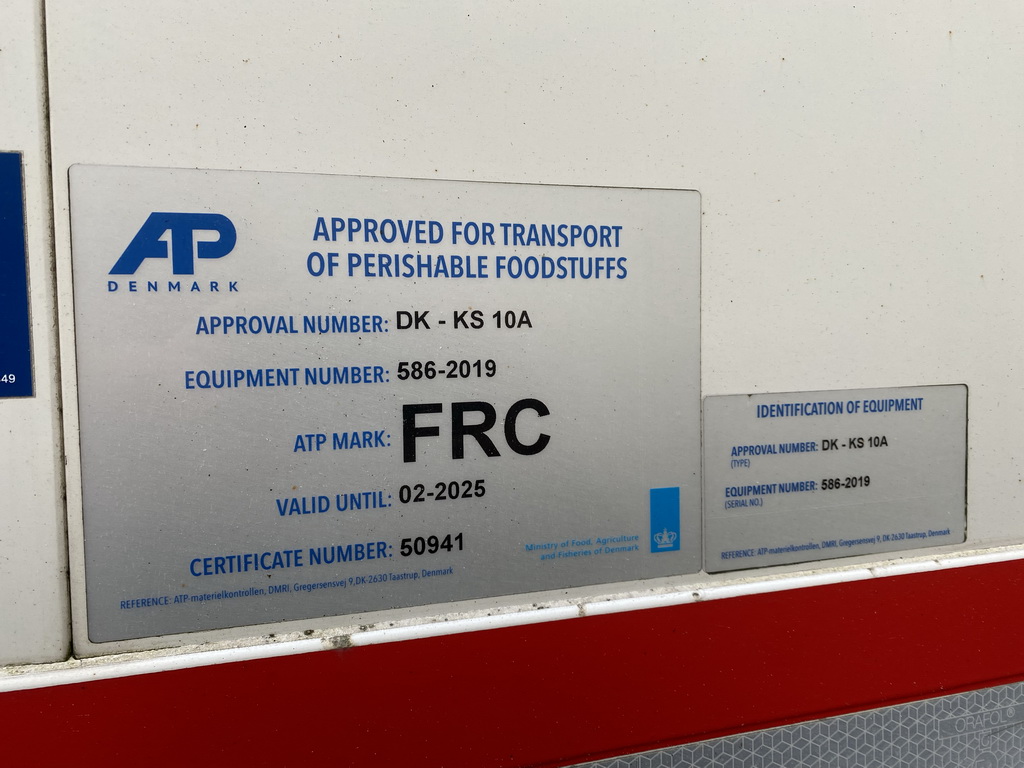 ATP
DENMARK
APPROVED FOR TRANSPORT
OF PERISHABLE FOODSTUFFS
APPROVAL NUMBER: DK - KS 10A
EQUIPMENT NUMBER: 586-2019
ATP MARK: FRC
VALID UNTIL: 02-2025
CERTIFICATE NUMBER: 50941
Ministry of Food, Agriculture
and Fisheries of Denmark
REFERENCE: ATP-materielkontrollen, DMRI, Gregersensvej 9, DK-2630 Taastrup, Denmark
IDENTIFICATION OF EQUIPMENT
APPROVAL NUMBER: DK - KS 10A
(TYPE)
EQUIPMENT NUMBER: 586-2019
(SERIAL NO.)
REFERENCE: ATP-materielkontrollen, DMRI, Gregersensvej 9, DK-2630 Taastrup, Denmark
49
ORAFOL